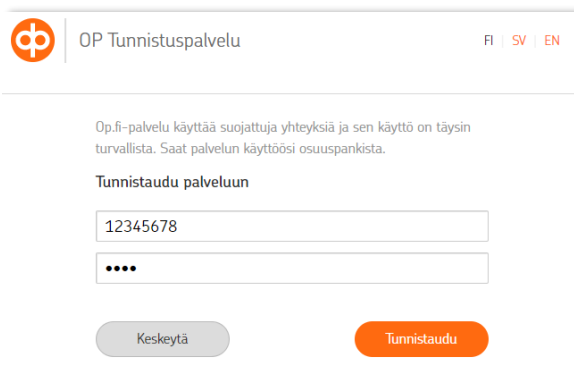 OP Tunnistuspalvelu
FI | SV | EN
Op.fi-palvelu käyttää suojattuja yhteyksiä ja sen käyttö on täysin
turvallista. Saat palvelun käyttöösi osuuspankista.
Tunnistaudu palveluun
12345678
••••
Keskeytä
Tunnistaudu